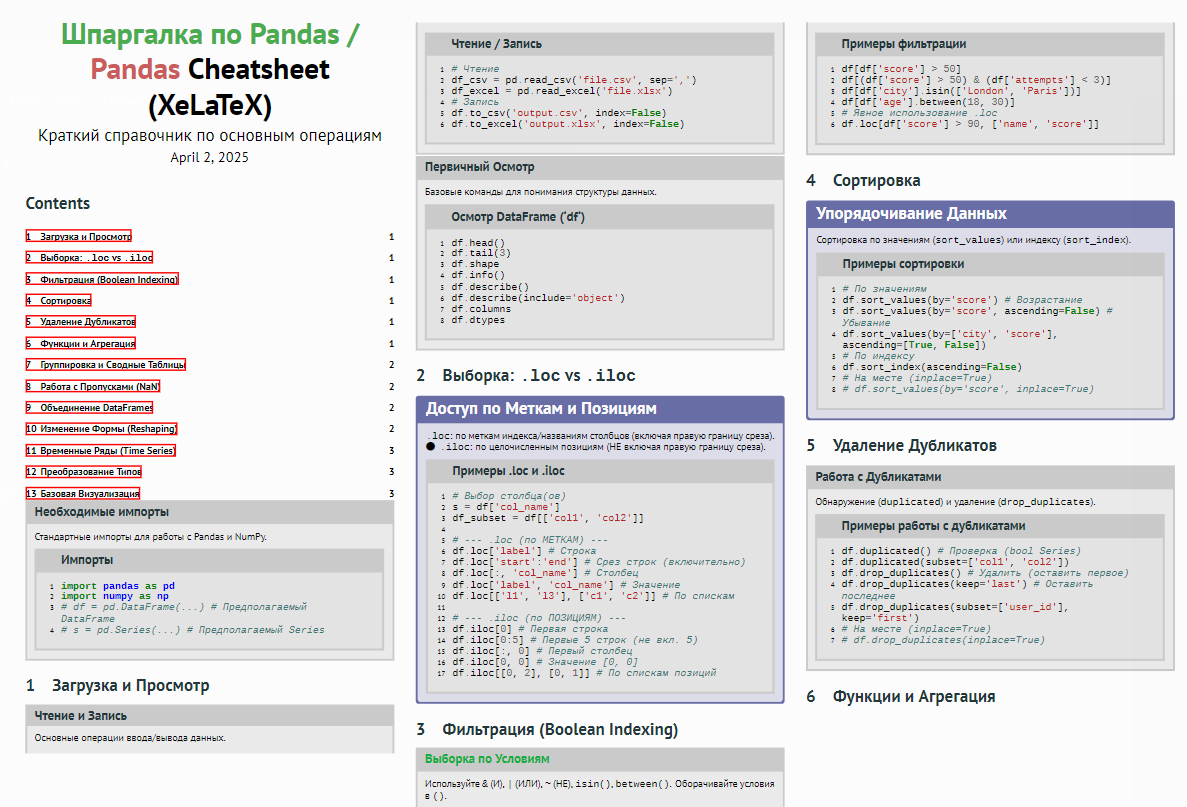 Шпаргалка по Pandas /
Pandas Cheatsheet
(XeLaTeX)
Краткий справочник по основным операциям
April 2, 2025
Contents
1 Загрузка и Просмотр 1
2 Выборка: .loc vs .iloc 1
3 Фильтрация (Boolean Indexing) 1
4 Сортировка 1
5 Удаление Дубликатов 1
6 Функции и Агрегация 1
7 Группировка и Сводные Таблицы 2
8 Работа с Пропусками (NaN) 2
9 Объединение DataFrames 2
10 Изменение Формы (Reshaping) 2
11 Временные Ряды (Time Series) 3
12 Преобразование Типов 3
13 Базовая Визуализация 3
Необходимые импорты
Стандартные импорты для работы с Pandas и NumPy.
Импорты
1 import pandas as pd
2 import numpy as np
3 # df = pd.DataFrame(...) # Предполагаемый
DataFrame
4 # s = pd.Series(...) # Предполагаемый Series
1 Загрузка и Просмотр
Чтение и Запись
Основные операции ввода/вывода данных.
Чтение / Запись
1 # Чтение
2 df_csv = pd.read_csv('file.csv', sep=',')
3 df_excel = pd.read_excel('file.xlsx')
4 # Запись
5 df.to_csv('output.csv', index=False)
6 df.to_excel('output.xlsx', index=False)
Первичный Осмотр
Базовые команды для понимания структуры данных.
Осмотр DataFrame (‘df‘)
1 df.head()
2 df.tail(3)
3 df.shape
4 df.info()
5 df.describe()
6 df.describe(include='object')
7 df.columns
8 df.dtypes
2 Выборка: .loc vs .iloc
Доступ по Меткам и Позициям
.loc: по меткам индекса/названиям столбцов (включая правую границу среза).
● .iloc: по целочисленным позициям (НЕ включая правую границу среза).
Примеры .loc и .iloc
1 # Выбор столбца(ов)
2 s = df['col_name']
3 df_subset = df[['col1', 'col2']]
4
5 # --- .loc (по МЕТКАМ) ---
6 df.loc['label'] # Строка
7 df.loc['start':'end'] # Срез строк (включительно)
8 df.loc[:, 'col_name'] # Столбец
9 df.loc['label', 'col_name'] # Значение
10 df.loc[['l1', 'l3'], ['c1', 'c2']] # По спискам
11
12 # --- .iloc (по ПОЗИЦИЯМ) ---
13 df.iloc[0] # Первая строка
14 df.iloc[0:5] # Первые 5 строк (не вкл. 5)
15 df.iloc[:, 0] # Первый столбец
16 df.iloc[0, 0] # Значение [0, 0]
17 df.iloc[[0, 2], [0, 1]] # По спискам позиций
3 Фильтрация (Boolean Indexing)
Выборка по Условиям
Используйте & (И), | (ИЛИ), ~ (НЕ), isin(), between(). Оборачивайте условия
в ().
Примеры фильтрации
1 df[df['score'] > 50]
2 df[(df['score'] > 50) & (df['attempts'] < 3)]
3 df[df['city'].isin(['London', 'Paris'])]
4 df[df['age'].between(18, 30)]
5 # Явное использование .loc
6 df.loc[df['score'] > 90, ['name', 'score']]
4 Сортировка
Упорядочивание Данных
Сортировка по значениям (sort_values) или индексу (sort_index).
Примеры сортировки
1 # По значениям
2 df.sort_values(by='score') # Возрастание
3 df.sort_values(by='score', ascending=False) #
Убывание
4 df.sort_values(by=['city', 'score'],
ascending=[True, False])
5 # По индексу
6 df.sort_index(ascending=False)
7 # На месте (inplace=True)
8 # df.sort_values(by='score', inplace=True)
5 Удаление Дубликатов
Работа с Дубликатами
Обнаружение (duplicated) и удаление (drop_duplicates).
Примеры работы с дубликатами
1 df.duplicated() # Проверка (bool Series)
2 df.duplicated(subset=['col1', 'col2'])
3 df.drop_duplicates() # Удалить (оставить первое)
4 df.drop_duplicates(keep='last') # Оставить
последнее
5 df.drop_duplicates(subset=['user_id'],
keep='first')
6 # На месте (inplace=True)
7 # df.drop_duplicates(inplace=True)
6 Функции и Агрегация